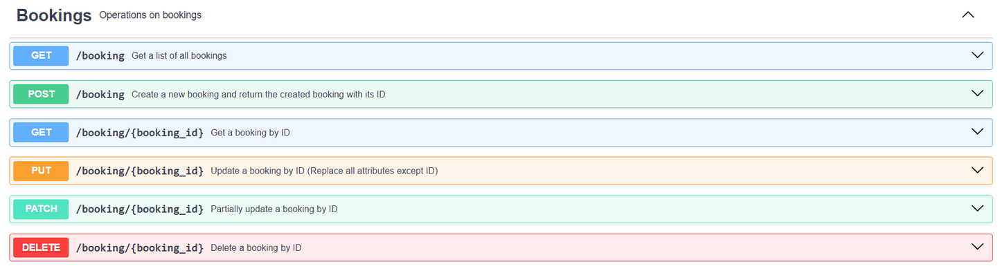 Bookings Operations on bookings
GET /booking Get a list of all bookings
POST /booking Create a new booking and return the created booking with its ID
GET /booking/{booking_id} Get a booking by ID
PUT /booking/{booking_id} Update a booking by ID (Replace all attributes except ID)
PATCH /booking/{booking_id} Partially update a booking by ID
DELETE /booking/{booking_id} Delete a booking by ID